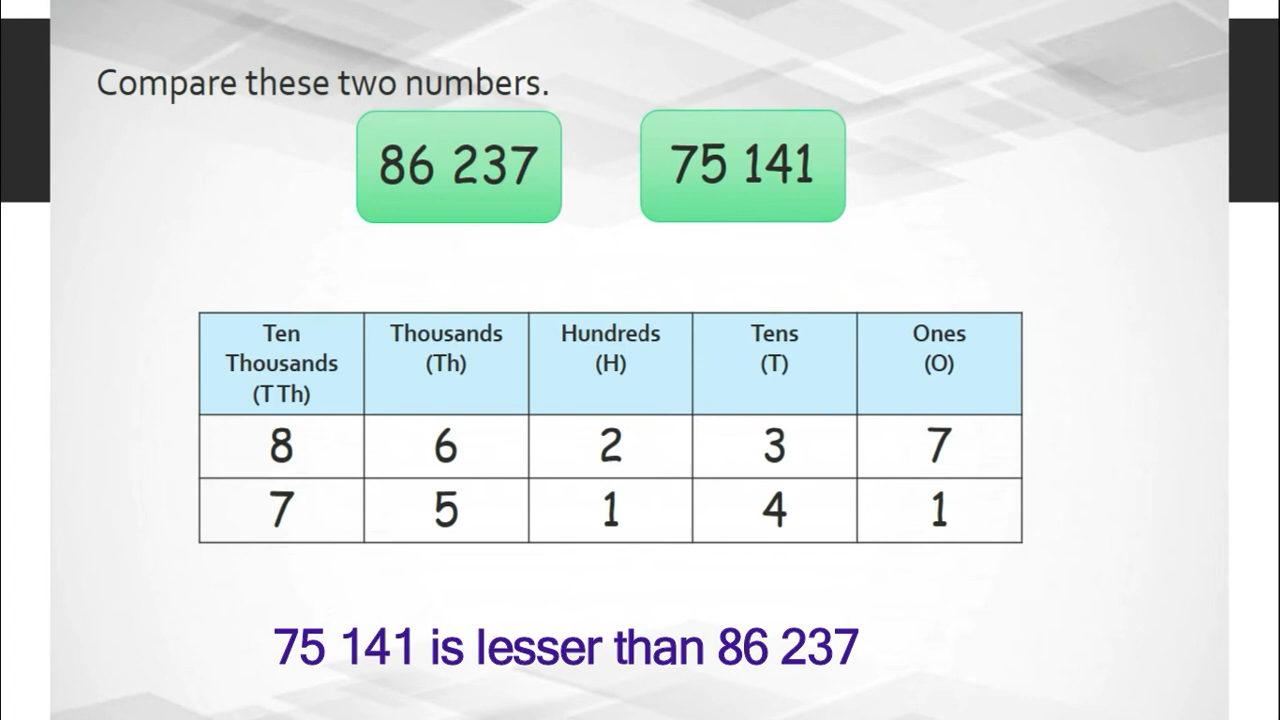 Compare these two numbers.
86 237 75 141
Ten Thousands (T Th) Thousands (Th) Hundreds (H) Tens (T) Ones (O)
8 6 2 3 7
7 5 1 4 1
75 141 is lesser than 86 237